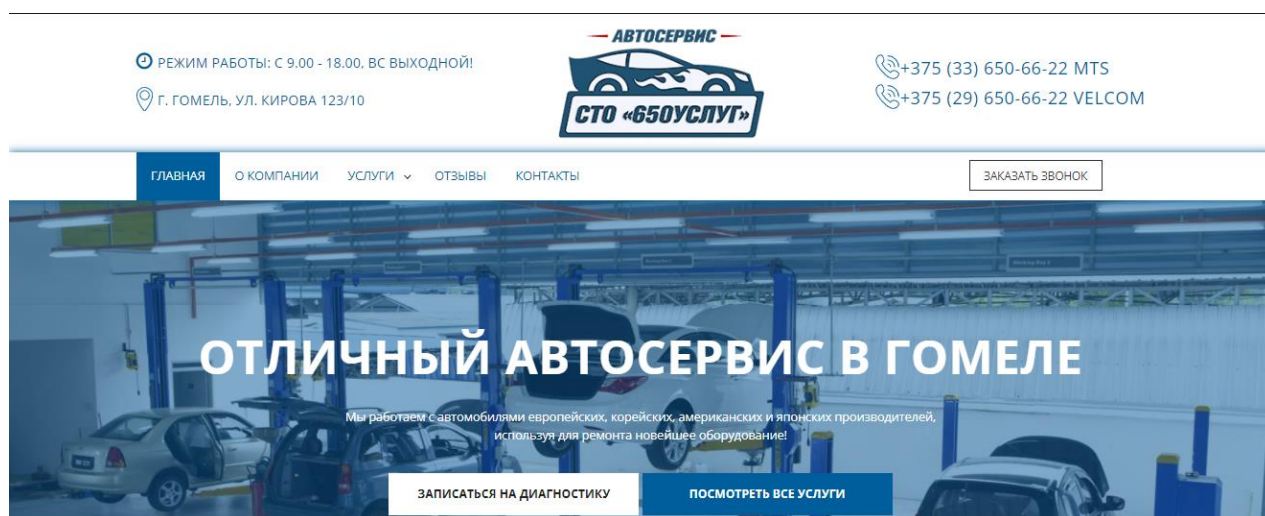 РЕЖИМ РАБОТЫ: С 9.00 - 18.00, ВС ВЫХОДНОЙ!
Г. ГОМЕЛЬ, УЛ. КИРОВА 123/10
АВТОСЕРВИС
СТО «650УСЛУГ»
+375 (33) 650-66-22 MTS
+375 (29) 650-66-22 VELCOM
ГЛАВНАЯ
О КОМПАНИИ
УСЛУГИ
ОТЗЫВЫ
КОНТАКТЫ
ЗАКАЗАТЬ ЗВОНОК
ОТЛИЧНЫЙ АВТОСЕРВИС В ГОМЕЛЕ
Мы работаем с автомобилями европейских, корейских, американских и японских производителей,
используя для ремонта новейшее оборудование!
ЗАПИСАТЬСЯ НА ДИАГНОСТИКУ
ПОСМОТРЕТЬ ВСЕ УСЛУГИ